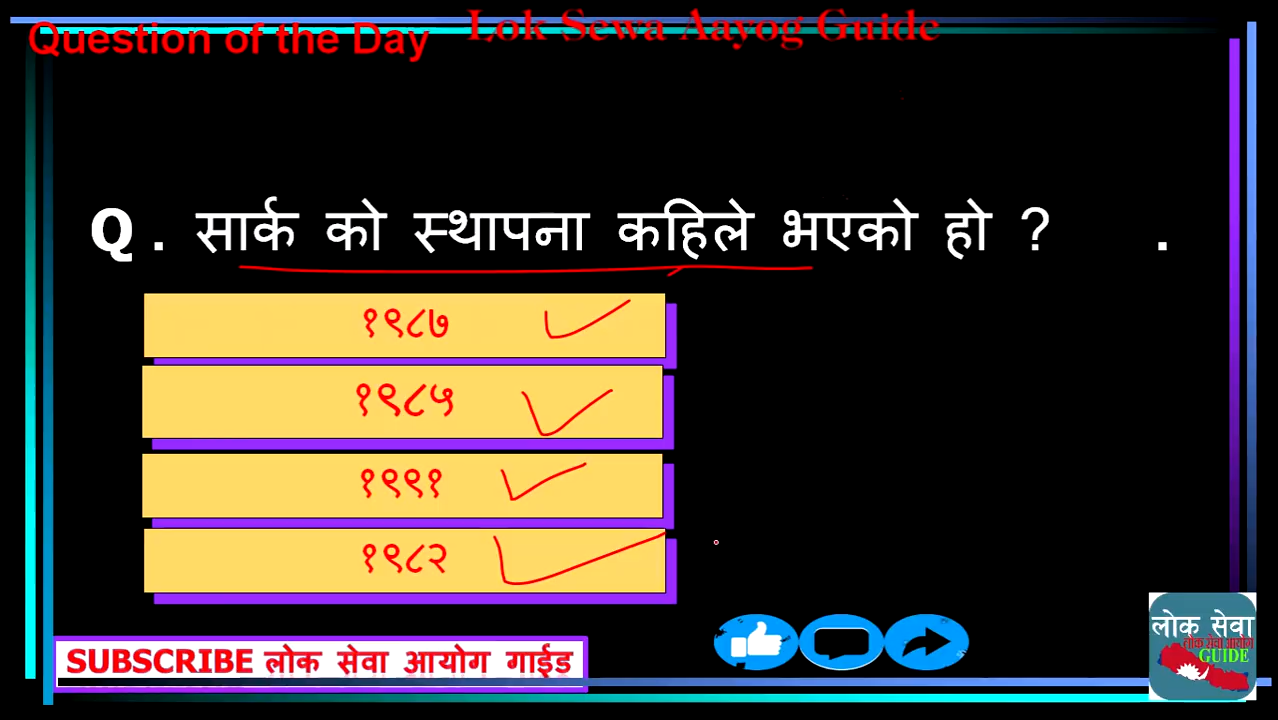 Question of the Day
Lok Sewa Aayog Guide
Q . सार्क को स्थापना कहिले भएको हो ? .
१९८७
१९८५
१९९१
१९८२
SUBSCRIBE लोक सेवा आयोग गाईड
लोक सेवा
लोक सेवा आयोग
GUIDE